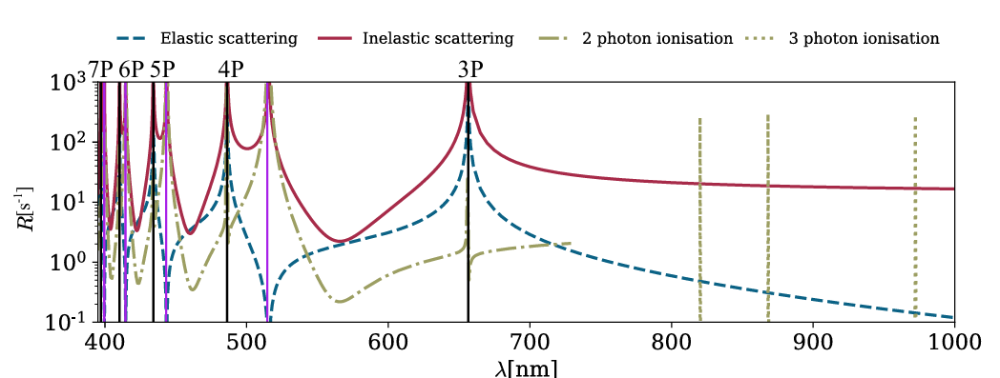 Elastic scattering Inelastic scattering 2 photon ionisation 3 photon ionisation
7P 6P 5P 4P 3P
10³
10²
10¹
10⁰
10⁻¹
R[s⁻¹]
400 500 600 700 800 900 1000
λ[nm]